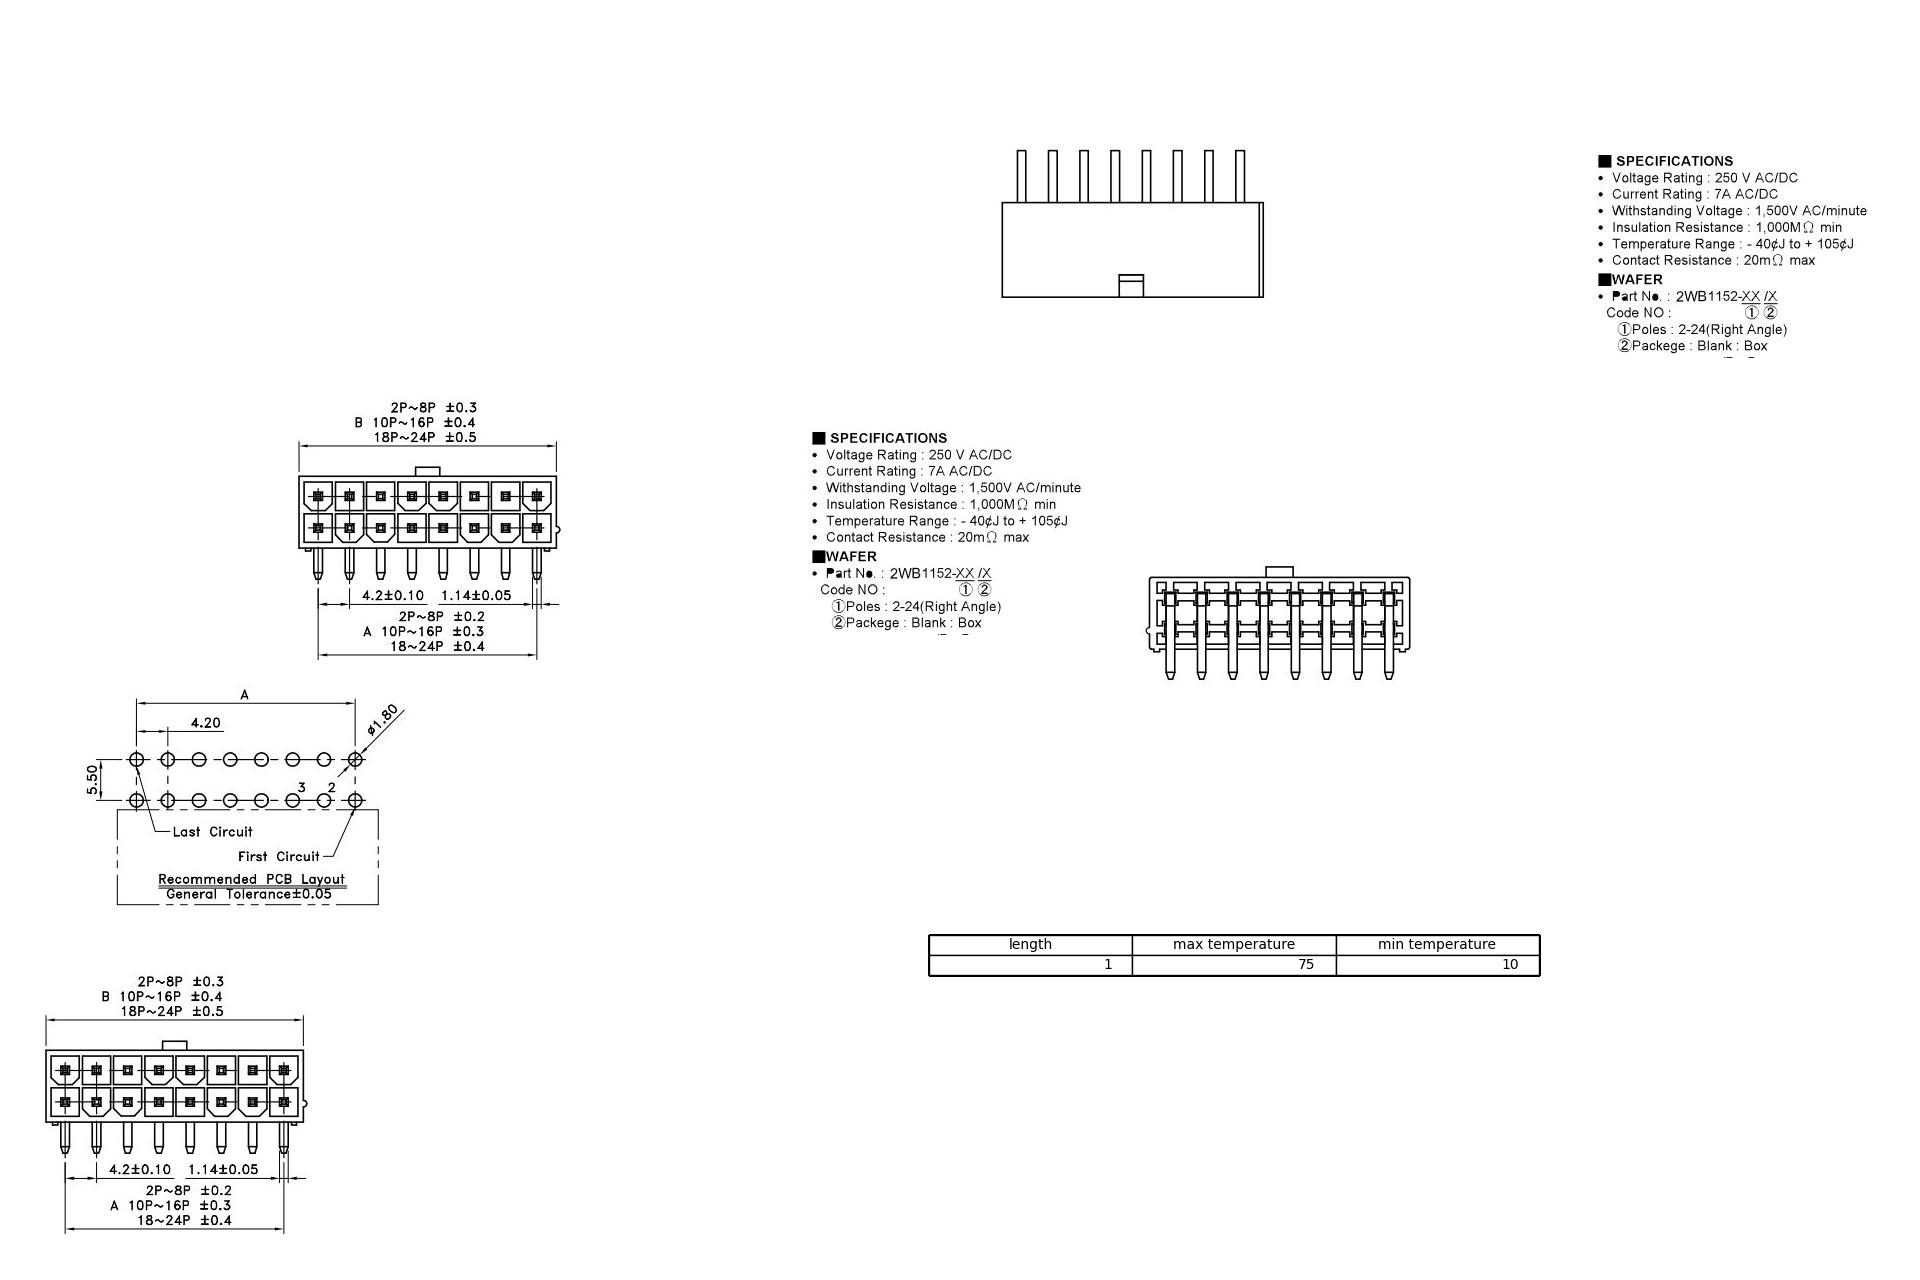 ■ SPECIFICATIONS
• Voltage Rating : 250 V AC/DC
• Current Rating : 7A AC/DC
• Withstanding Voltage : 1,500V AC/minute
• Insulation Resistance : 1,000MΩ min
• Temperature Range : - 40¢J to + 105¢J
• Contact Resistance : 20mΩ max
■WAFER
• Part No. : 2WB1152-XX /X
Code NO : ① ②
①Poles : 2-24(Right Angle)
②Packege : Blank : Box
2P~8P ±0.3
B 10P~16P ±0.4
18P~24P ±0.5
4.2±0.10 1.14±0.05
2P~8P ±0.2
A 10P~16P ±0.3
18~24P ±0.4
■ SPECIFICATIONS
• Voltage Rating : 250 V AC/DC
• Current Rating : 7A AC/DC
• Withstanding Voltage : 1,500V AC/minute
• Insulation Resistance : 1,000MΩ min
• Temperature Range : - 40¢J to + 105¢J
• Contact Resistance : 20mΩ max
■WAFER
• Part No. : 2WB1152-XX /X
Code NO : ① ②
①Poles : 2-24(Right Angle)
②Packege : Blank : Box
A
4.20
ø1.80
5.50
3 2
Last Circuit
First Circuit
Recommended PCB Layout
General Tolerance±0.05
length max temperature min temperature
1 75 10
2P~8P ±0.3
B 10P~16P ±0.4
18P~24P ±0.5
4.2±0.10 1.14±0.05
2P~8P ±0.2
A 10P~16P ±0.3
18~24P ±0.4